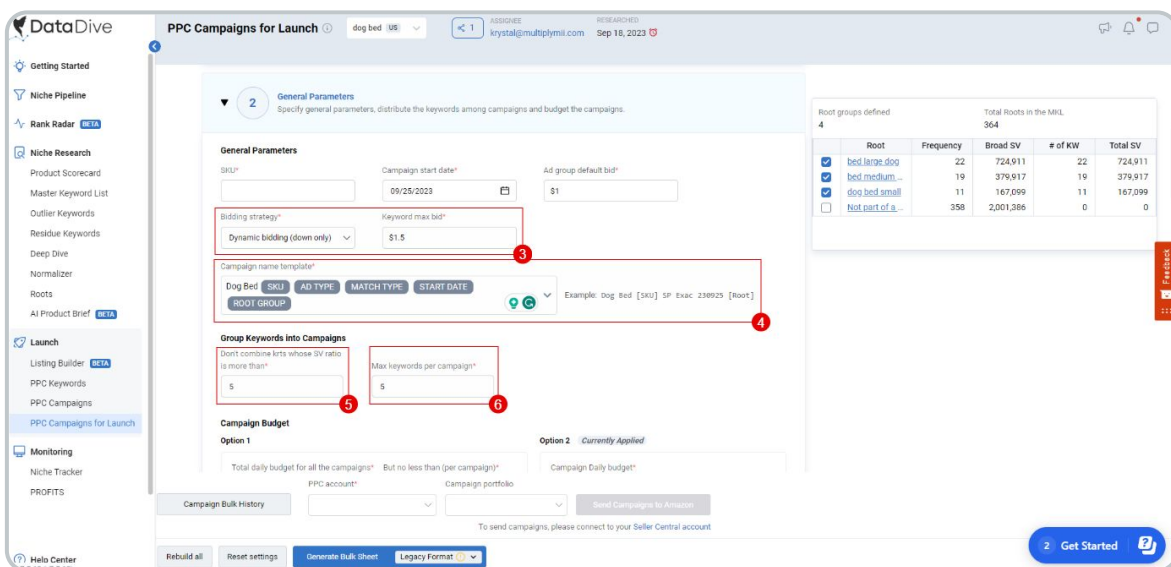 DataDive
PPC Campaigns for Launch
dog bed US
1
ASSIGNEE
krystal@multiplymii.com
RESEARCHED
Sep 18, 2023
Getting Started
Niche Pipeline
Rank Radar BETA
Niche Research
Product Scorecard
Master Keyword List
Outlier Keywords
Residue Keywords
Deep Dive
Normalizer
Roots
AI Product Brief BETA
Launch
Listing Builder BETA
PPC Keywords
PPC Campaigns
PPC Campaigns for Launch
Monitoring
Niche Tracker
PROFITS
Help Center
2
General Parameters
Specify general parameters, distribute the keywords among campaigns and budget the campaigns.
General Parameters
SKU*
Campaign start date*
Ad group default bid*
09/25/2023
$1
Bidding strategy*
Keyword max bid*
Dynamic bidding (down only)
$1.5
3
Campaign name template*
Dog Bed SKU AD TYPE MATCH TYPE START DATE
ROOT GROUP
Example: Dog Bed [SKU] SP Exac 230925 [Root]
4
Group Keywords into Campaigns
Don't combine krts whose SV ratio
is more than*
Max keywords per campaign*
5
5
5
6
Campaign Budget
Option 1
Option 2 Currently Applied
Total daily budget for all the campaigns*
But no less than (per campaign)*
Campaign Daily budget*
PPC account*
Campaign portfolio
Campaign Bulk History
Send Campaigns to Amazon
To send campaigns, please connect to your Seller Central account
Rebuild all
Reset settings
Generate Bulk Sheet
Legacy Format
Root groups defined
Total Roots in the MKL
4
364
Root Frequency Broad SV # of KW Total SV
bed large dog 22 724,911 22 724,911
bed medium ... 19 379,917 19 379,917
dog bed small 11 167,099 11 167,099
Not part of a ... 358 2,001,386 0 0
Feedback
2 Get Started